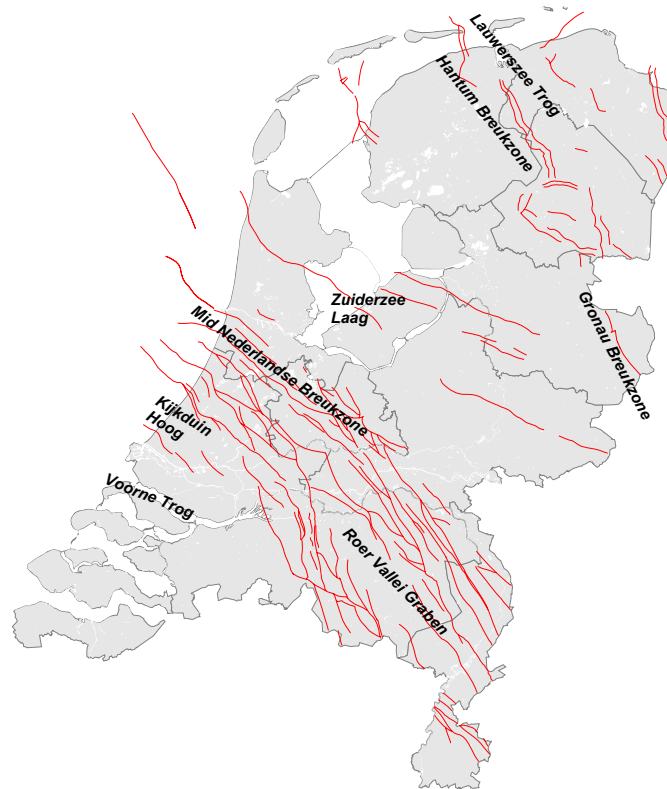 Lauwerszee Trog
Hantum Breukzone
Zuiderzee
Laag
Gronau Breukzone
Mid Nederlandse Breukzone
Kijkduin
Hoog
Voorne Trog
Roer Vallei Graben